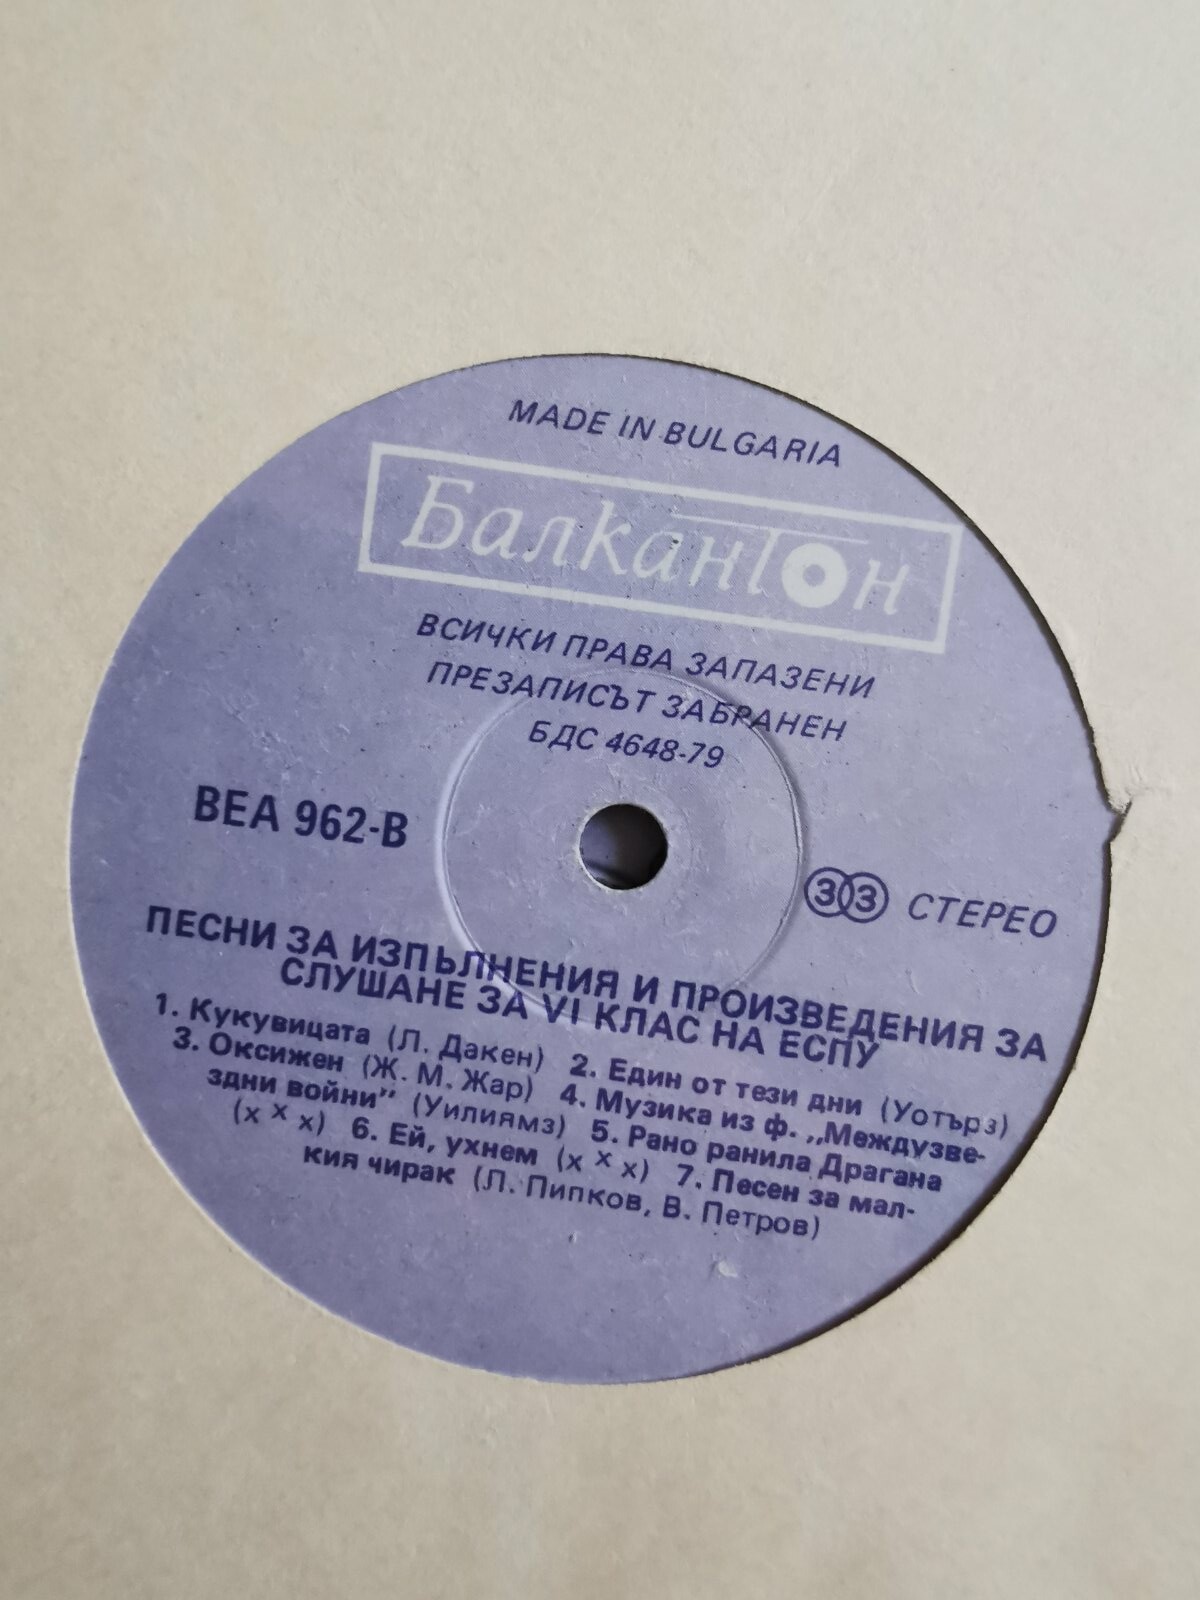 MADE IN BULGARIA
Балкантон
ВСИЧКИ ПРАВА ЗАПАЗЕНИ
ПРЕЗАПИСЪТ ЗАБРАНЕН
БДС 4648-79
ВЕА 962-В
33 СТЕРЕО
ПЕСНИ ЗА ИЗПЪЛНЕНИЯ И ПРОИЗВЕДЕНИЯ ЗА
СЛУШАНЕ ЗА VI КЛАС НА ЕСПУ
1. Кукувицата (Л. Дакен) 2. Един от тези дни (Уотърз)
3. Оксижен (Ж. М. Жар) 4. Музика из ф. „Междузве-
здни войни” (Уилиямз) 5. Рано ранила Драгана
(х х х) 6. Ей, ухнем (х х х) 7. Песен за мал-
кия чирак (Л. Пипков, В. Петров)